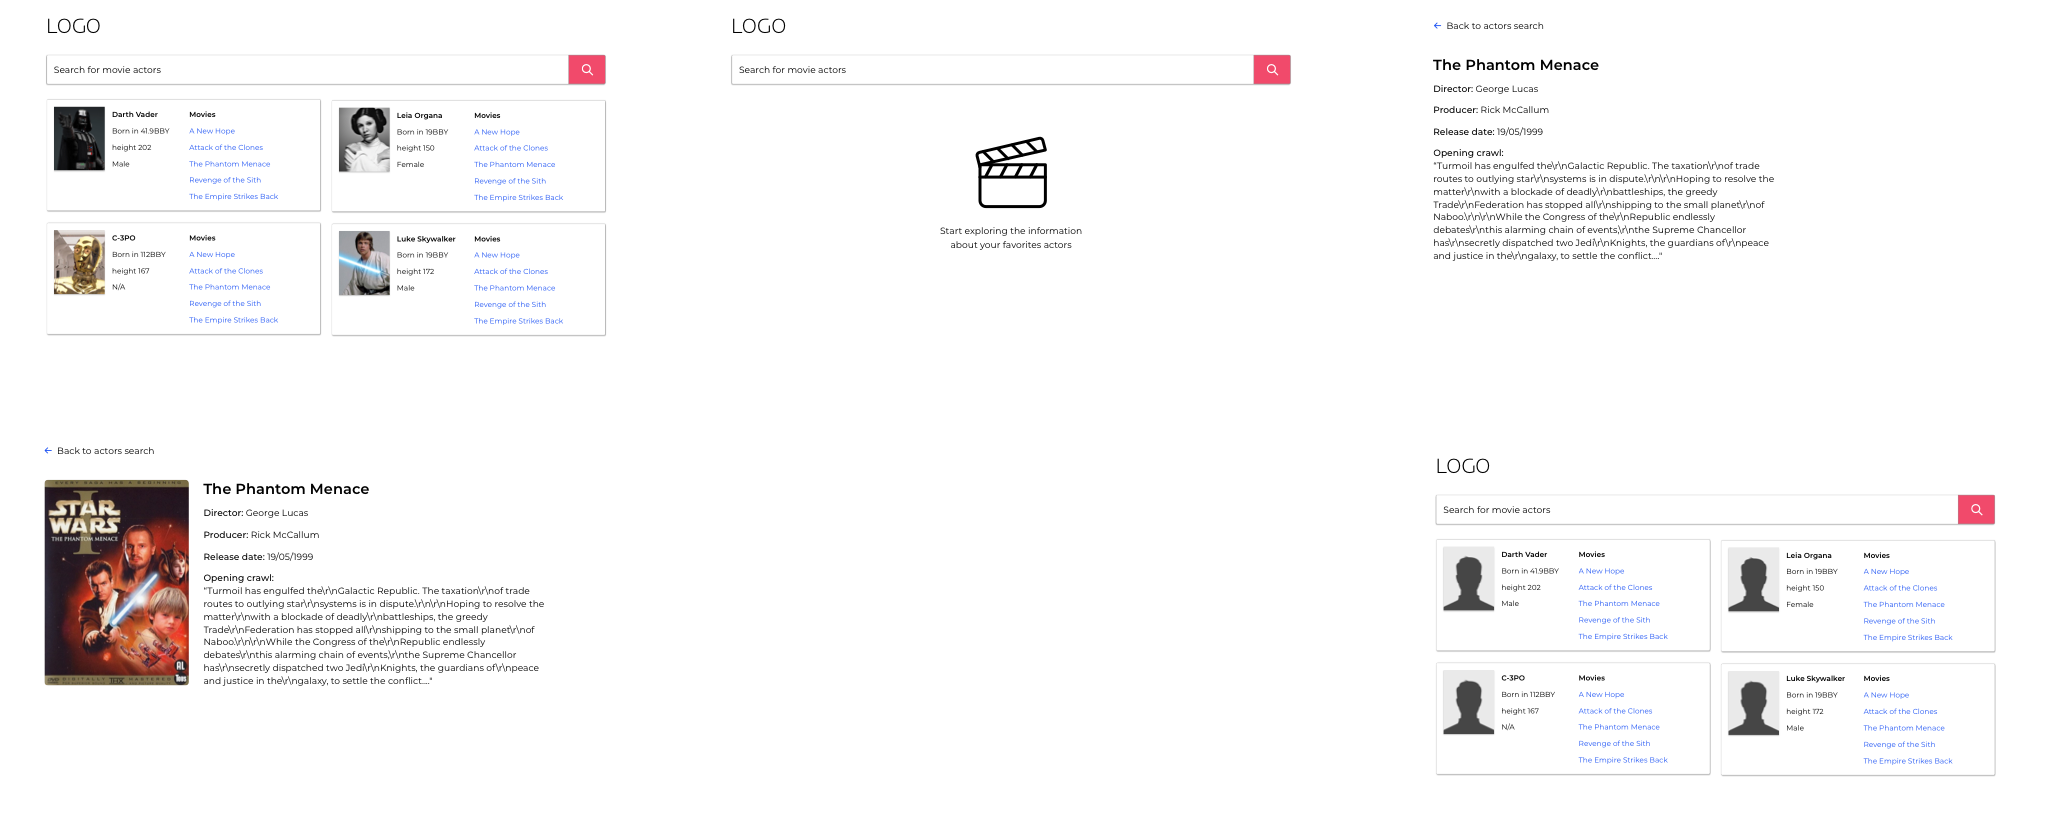 LOGO
Search for movie actors
Darth Vader
Born in 41.9BBY
height 202
Male
Movies
A New Hope
Attack of the Clones
The Phantom Menace
Revenge of the Sith
The Empire Strikes Back
Leia Organa
Born in 19BBY
height 150
Female
Movies
A New Hope
Attack of the Clones
The Phantom Menace
Revenge of the Sith
The Empire Strikes Back
C-3PO
Born in 112BBY
height 167
N/A
Movies
A New Hope
Attack of the Clones
The Phantom Menace
Revenge of the Sith
The Empire Strikes Back
Luke Skywalker
Born in 19BBY
height 172
Male
Movies
A New Hope
Attack of the Clones
The Phantom Menace
Revenge of the Sith
The Empire Strikes Back
LOGO
Search for movie actors
Start exploring the information
about your favorites actors
Back to actors search
The Phantom Menace
Director: George Lucas
Producer: Rick McCallum
Release date: 19/05/1999
Opening crawl:
"Turmoil has engulfed the\r\nGalactic Republic. The taxation\r\nof trade
routes to outlying star\r\nsystems is in dispute.\r\n\r\nHoping to resolve the
matter\r\nwith a blockade of deadly\r\nbattleships, the greedy
Trade\r\nFederation has stopped all\r\nshipping to the small planet\r\nof
Naboo.\r\n\r\nWhile the Congress of the\r\nRepublic endlessly
debates\r\nthis alarming chain of events,\r\nthe Supreme Chancellor
has\r\nsecretly dispatched two Jedi\r\nKnights, the guardians of\r\npeace
and justice in the\r\ngalaxy, to settle the conflict...."
Back to actors search
EVERY SAGA HAS A BEGINNING
STAR
WARS
I
THE PHANTOM MENACE
DIGITALLY MASTERED
THX
AL
The Phantom Menace
Director: George Lucas
Producer: Rick McCallum
Release date: 19/05/1999
Opening crawl:
"Turmoil has engulfed the\r\nGalactic Republic. The taxation\r\nof trade
routes to outlying star\r\nsystems is in dispute.\r\n\r\nHoping to resolve the
matter\r\nwith a blockade of deadly\r\nbattleships, the greedy
Trade\r\nFederation has stopped all\r\nshipping to the small planet\r\nof
Naboo.\r\n\r\nWhile the Congress of the\r\nRepublic endlessly
debates\r\nthis alarming chain of events,\r\nthe Supreme Chancellor
has\r\nsecretly dispatched two Jedi\r\nKnights, the guardians of\r\npeace
and justice in the\r\ngalaxy, to settle the conflict...."
LOGO
Search for movie actors
Darth Vader
Born in 41.9BBY
height 202
Male
Movies
A New Hope
Attack of the Clones
The Phantom Menace
Revenge of the Sith
The Empire Strikes Back
Leia Organa
Born in 19BBY
height 150
Female
Movies
A New Hope
Attack of the Clones
The Phantom Menace
Revenge of the Sith
The Empire Strikes Back
C-3PO
Born in 112BBY
height 167
N/A
Movies
A New Hope
Attack of the Clones
The Phantom Menace
Revenge of the Sith
The Empire Strikes Back
Luke Skywalker
Born in 19BBY
height 172
Male
Movies
A New Hope
Attack of the Clones
The Phantom Menace
Revenge of the Sith
The Empire Strikes Back